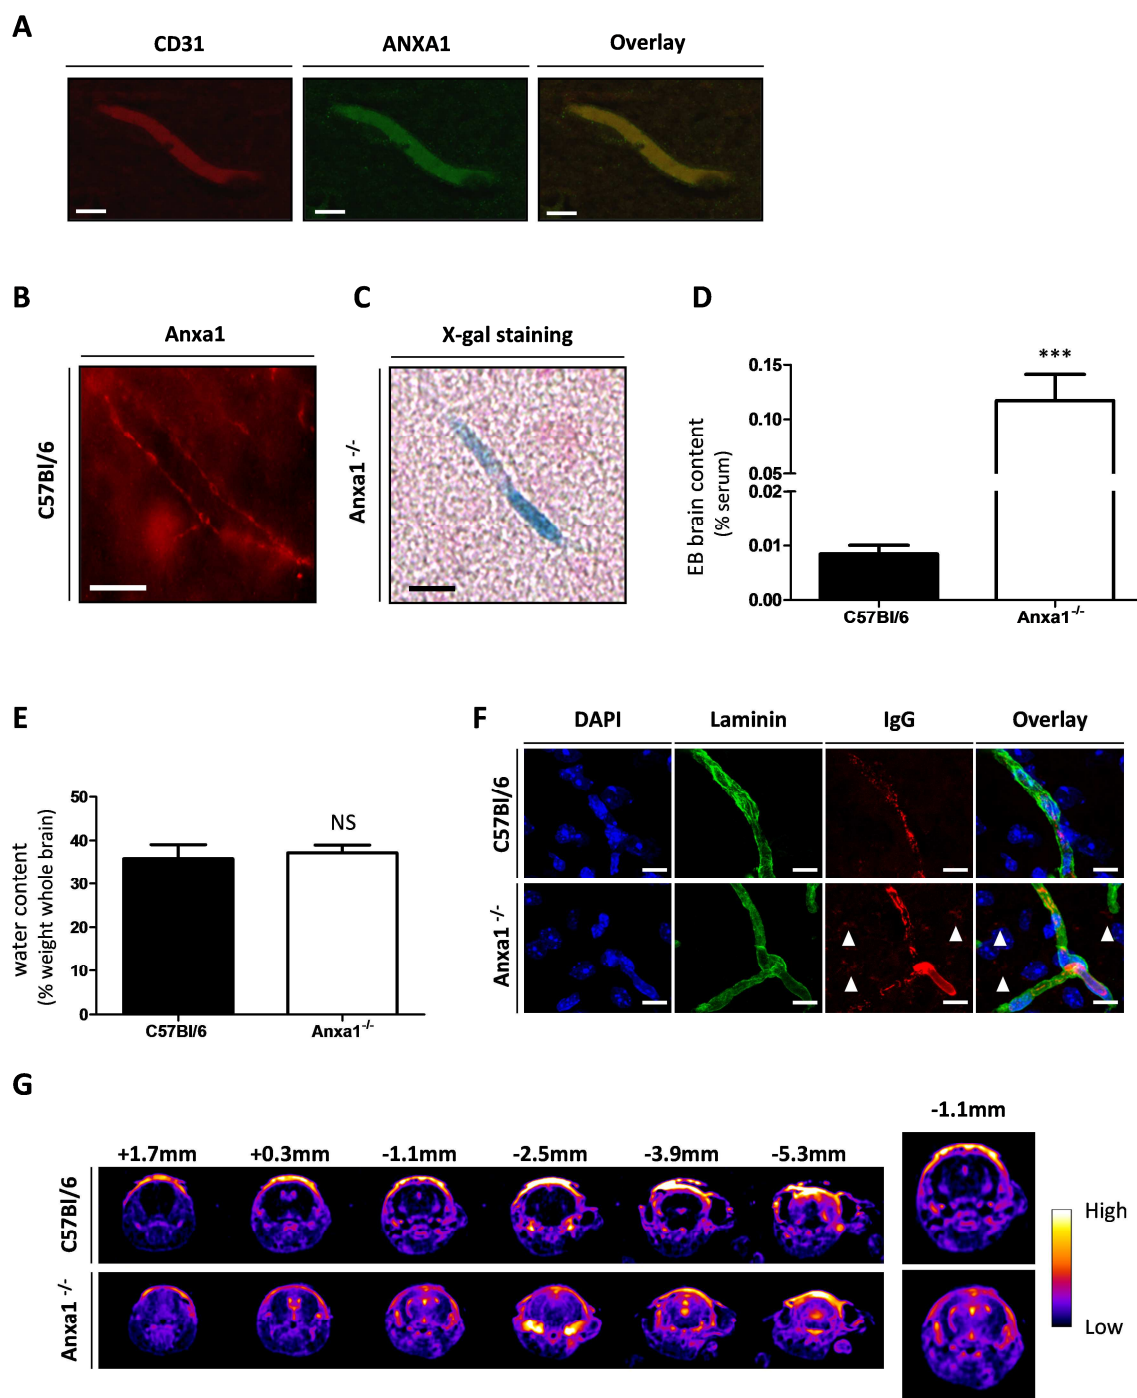 A
CD31 ANXA1 Overlay
B C D
Anxa1
C57Bl/6
X-gal staining
Anxa1 -/-
EB brain content
(% serum)
0.15
0.10
0.05
0.02
0.01
0.00
***
C57Bl/6 Anxa1-/-
E
water content
(% weight whole brain)
50
40
30
20
10
0
NS
C57Bl/6 Anxa1-/-
F
DAPI Laminin IgG Overlay
C57Bl/6
Anxa1 -/-
G
+1.7mm +0.3mm -1.1mm -2.5mm -3.9mm -5.3mm
-1.1mm
C57Bl/6
Anxa1 -/-
High
Low